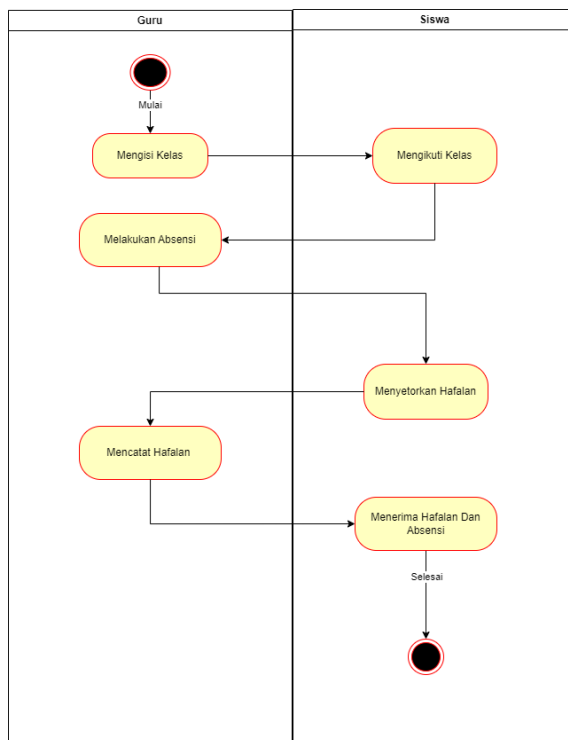 Guru
Siswa
Mulai
Mengisi Kelas
Mengikuti Kelas
Melakukan Absensi
Menyetorkan Hafalan
Mencatat Hafalan
Menerima Hafalan Dan
Absensi
Selesai